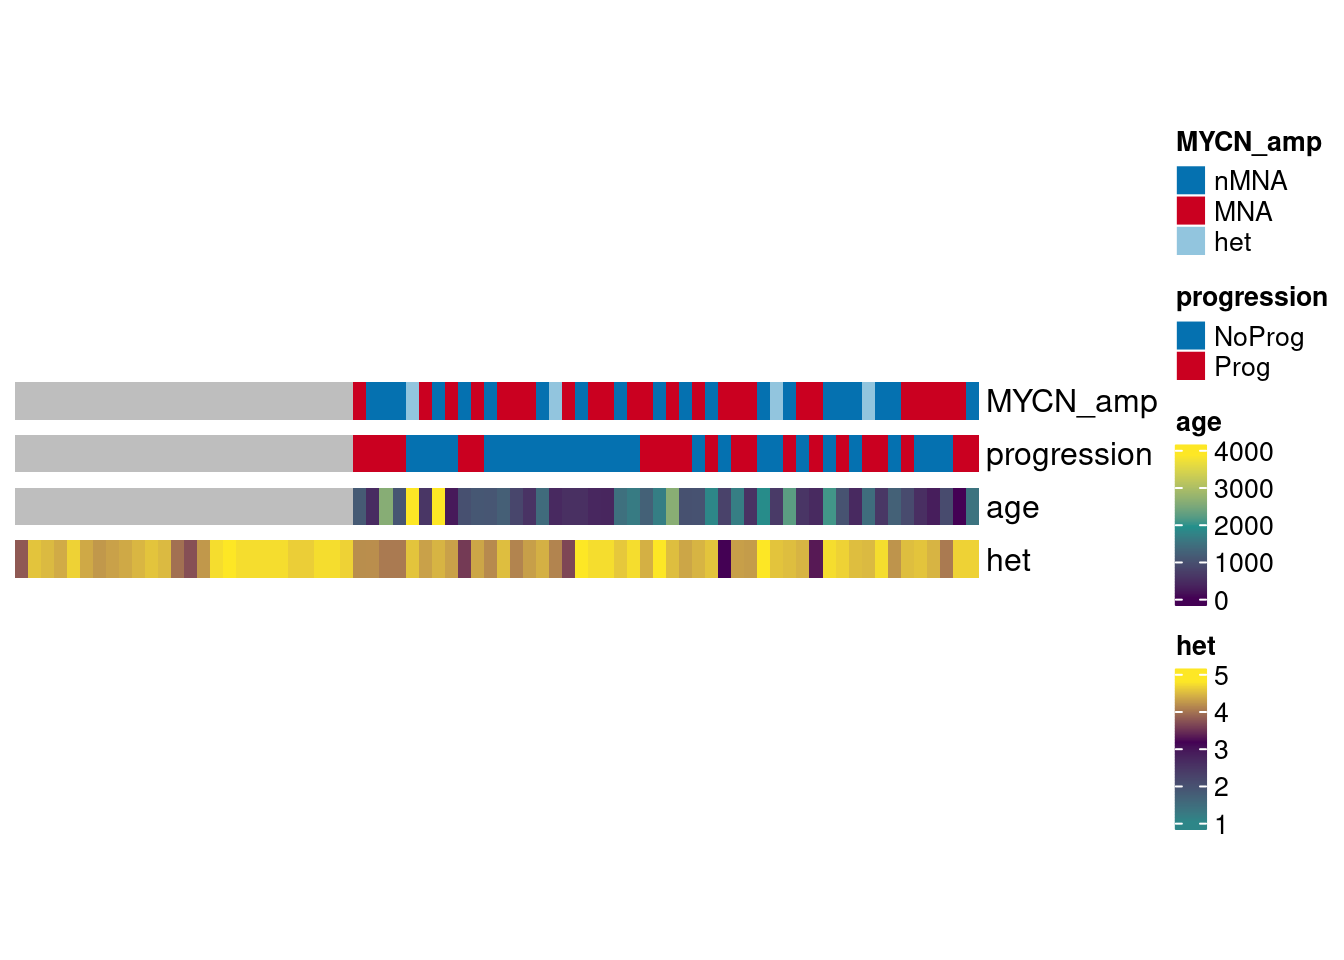 MYCN_amp
progression
age
het
MYCN_amp
nMNA
MNA
het
progression
NoProg
Prog
age
4000
3000
2000
1000
0
het
5
4
3
2
1